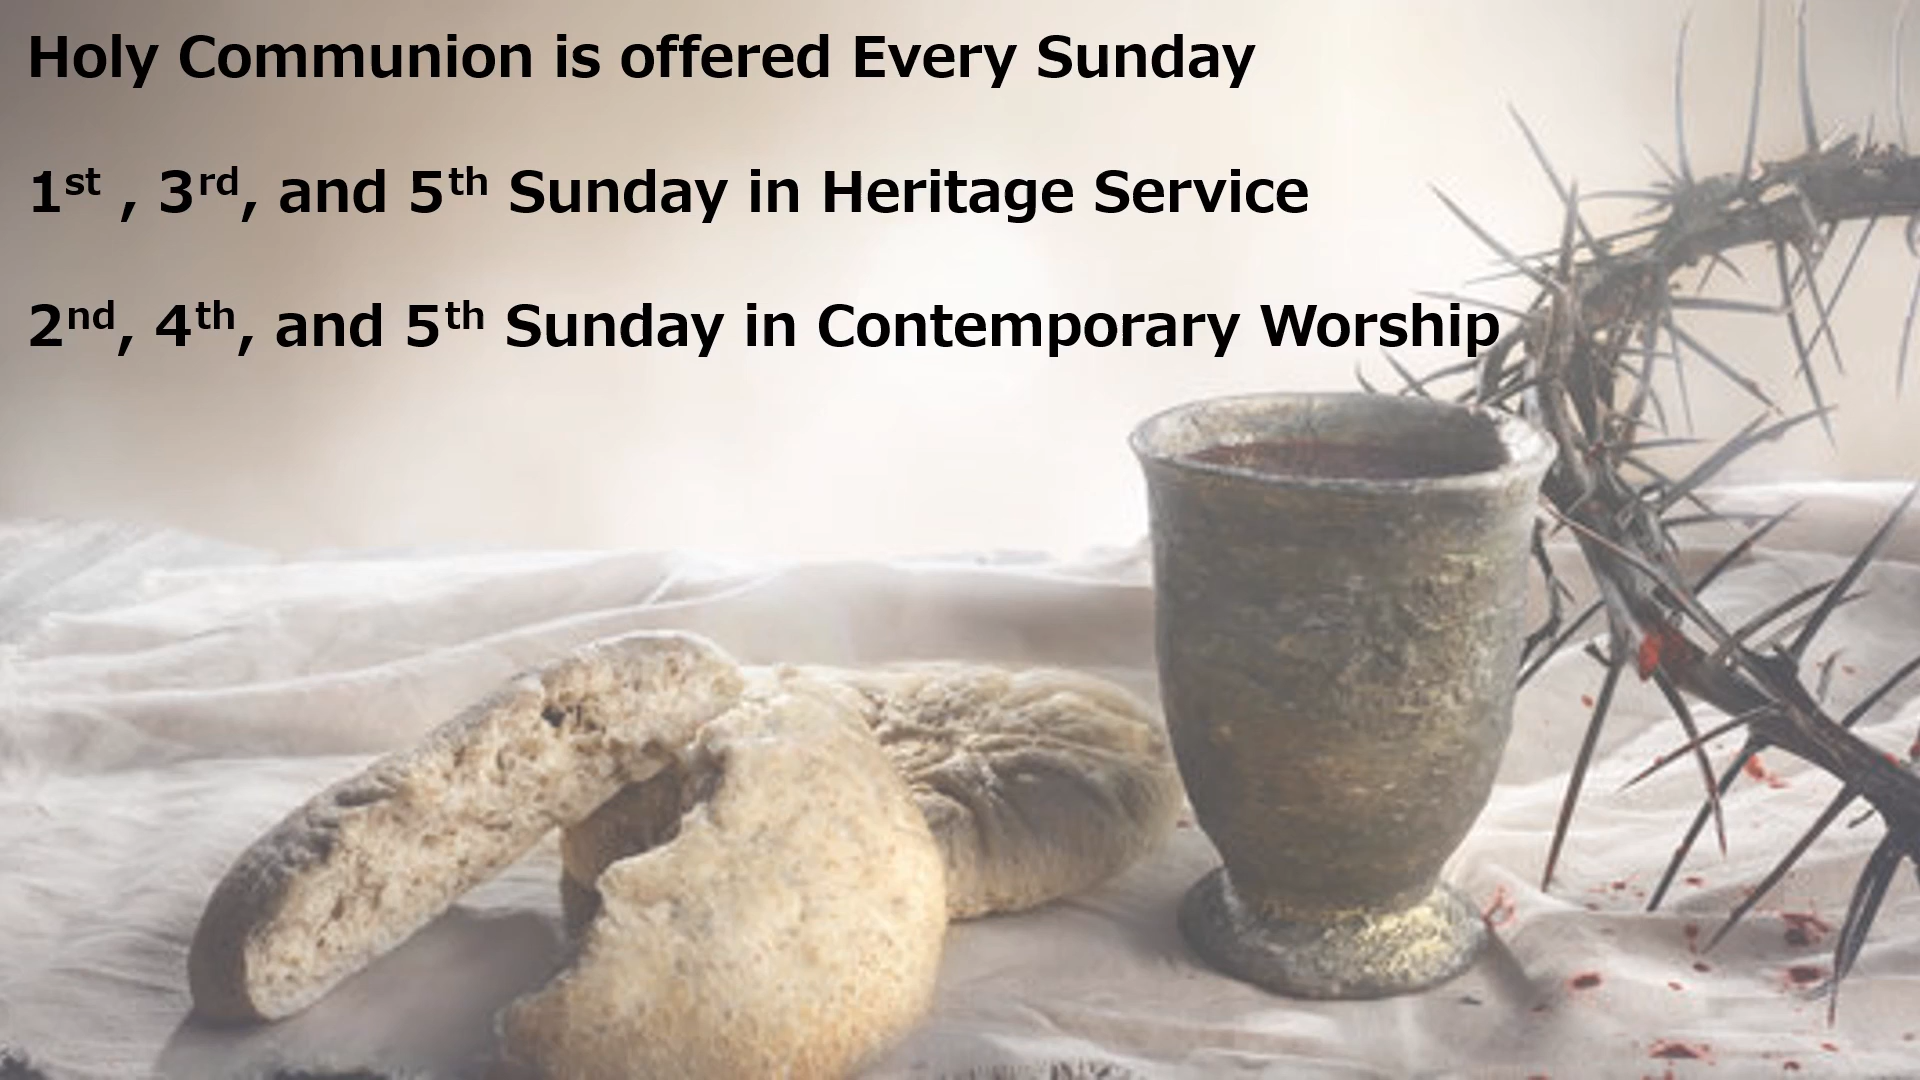 Holy Communion is offered Every Sunday
1st , 3rd, and 5th Sunday in Heritage Service
2nd, 4th, and 5th Sunday in Contemporary Worship